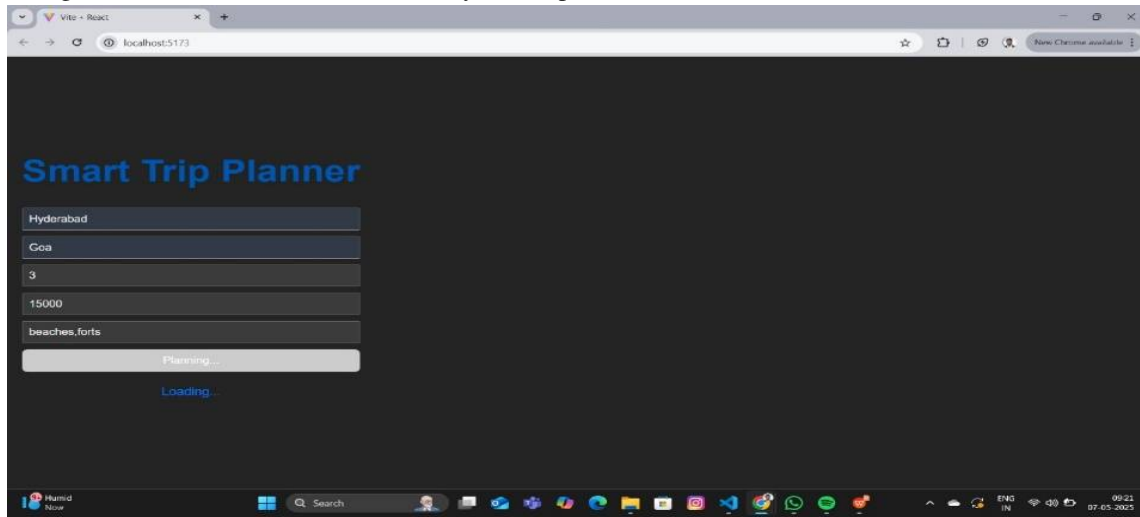 Vite + React
localhost:5173
New Chrome available
Smart Trip Planner
Hyderabad
Goa
3
15000
beaches,forts
Planning...
Loading...
Humid
Now
Search
ENG
IN
09:21
07-05-2025